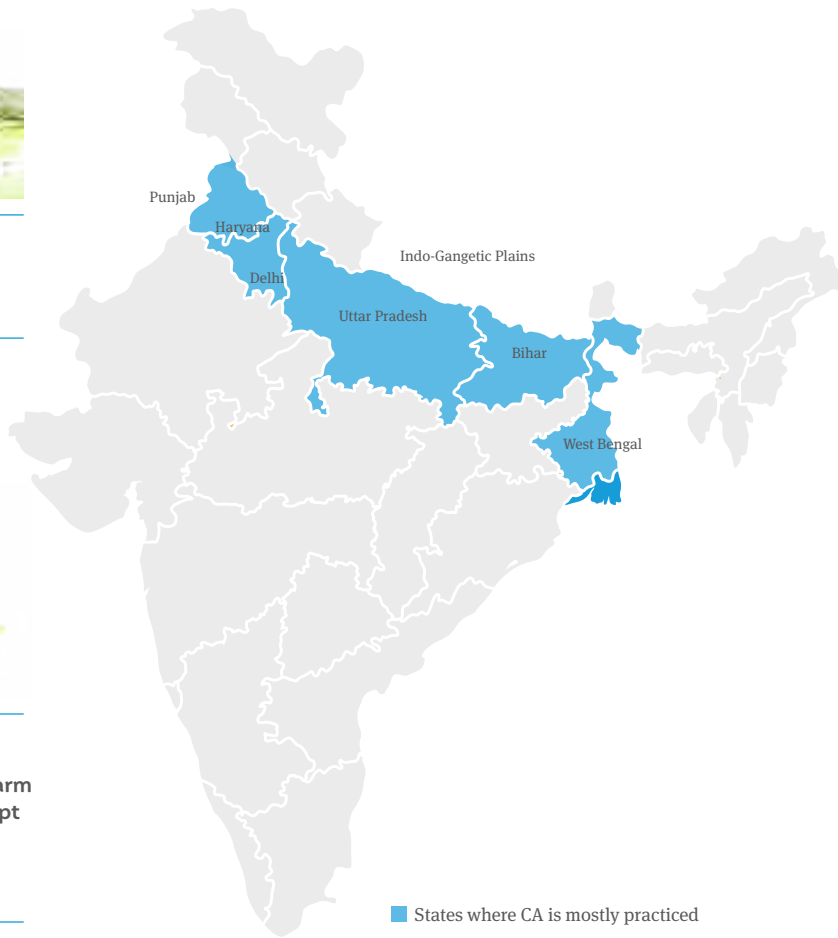 Punjab
Haryana
Indo-Gangetic Plains
Delhi
Uttar Pradesh
Bihar
West Bengal
arm
pt
States where CA is mostly practiced